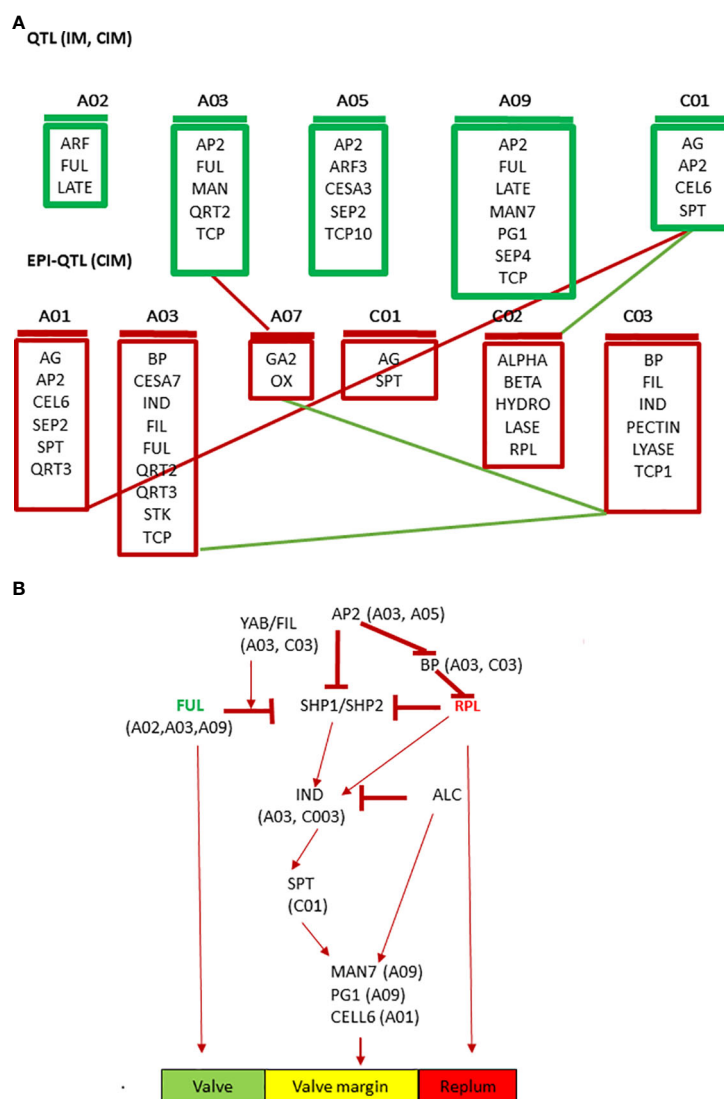 A
QTL (IM, CIM)
A02 A03 A05 A09 C01
ARF
FUL
LATE
AP2
FUL
MAN
QRT2
TCP
AP2
ARF3
CESA3
SEP2
TCP10
AP2
FUL
LATE
MAN7
PG1
SEP4
TCP
AG
AP2
CEL6
SPT
EPI-QTL (CIM)
A01 A03 A07 C01 C02 C03
AG
AP2
CEL6
SEP2
SPT
QRT3
BP
CESA7
IND
FIL
FUL
QRT2
QRT3
STK
TCP
GA2
OX
AG
SPT
ALPHA
BETA
HYDRO
LASE
RPL
BP
FIL
IND
PECTIN
LYASE
TCP1
B
YAB/FIL
(A03, C03)
AP2 (A03, A05)
BP (A03, C03)
FUL
(A02,A03,A09)
SHP1/SHP2
RPL
IND
(A03, C003)
ALC
SPT
(C01)
MAN7 (A09)
PG1 (A09)
CELL6 (A01)
Valve Valve margin Replum